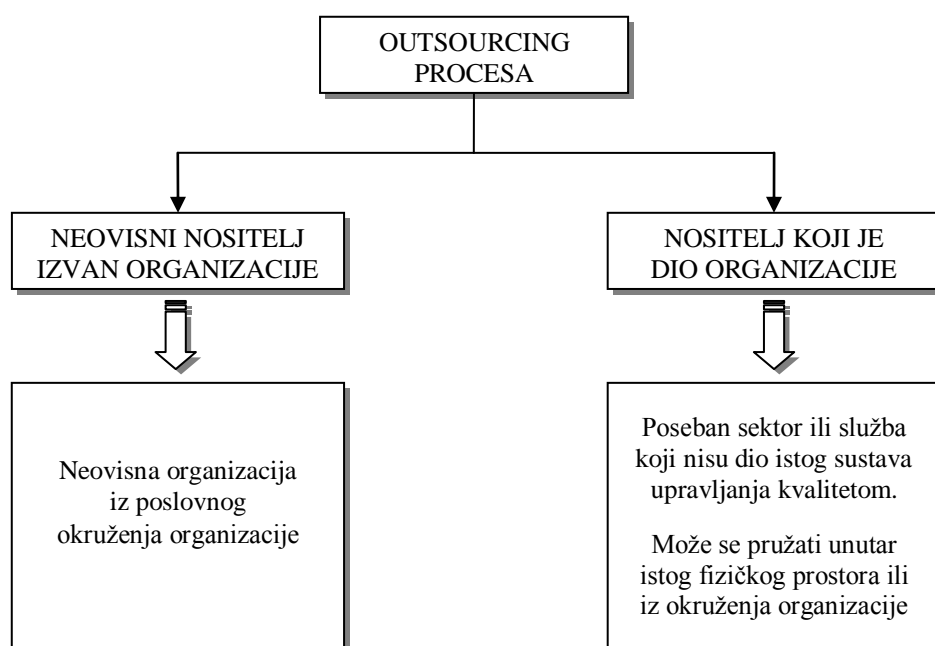 OUTSOURCING
PROCESA
NEOVISNI NOSITELJ
IZVAN ORGANIZACIJE
NOSITELJ KOJI JE
DIO ORGANIZACIJE
Neovisna organizacija
iz poslovnog
okruženja organizacije
Poseban sektor ili služba
koji nisu dio istog sustava
upravljanja kvalitetom.
Može se pružati unutar
istog fizičkog prostora ili
iz okruženja organizacije